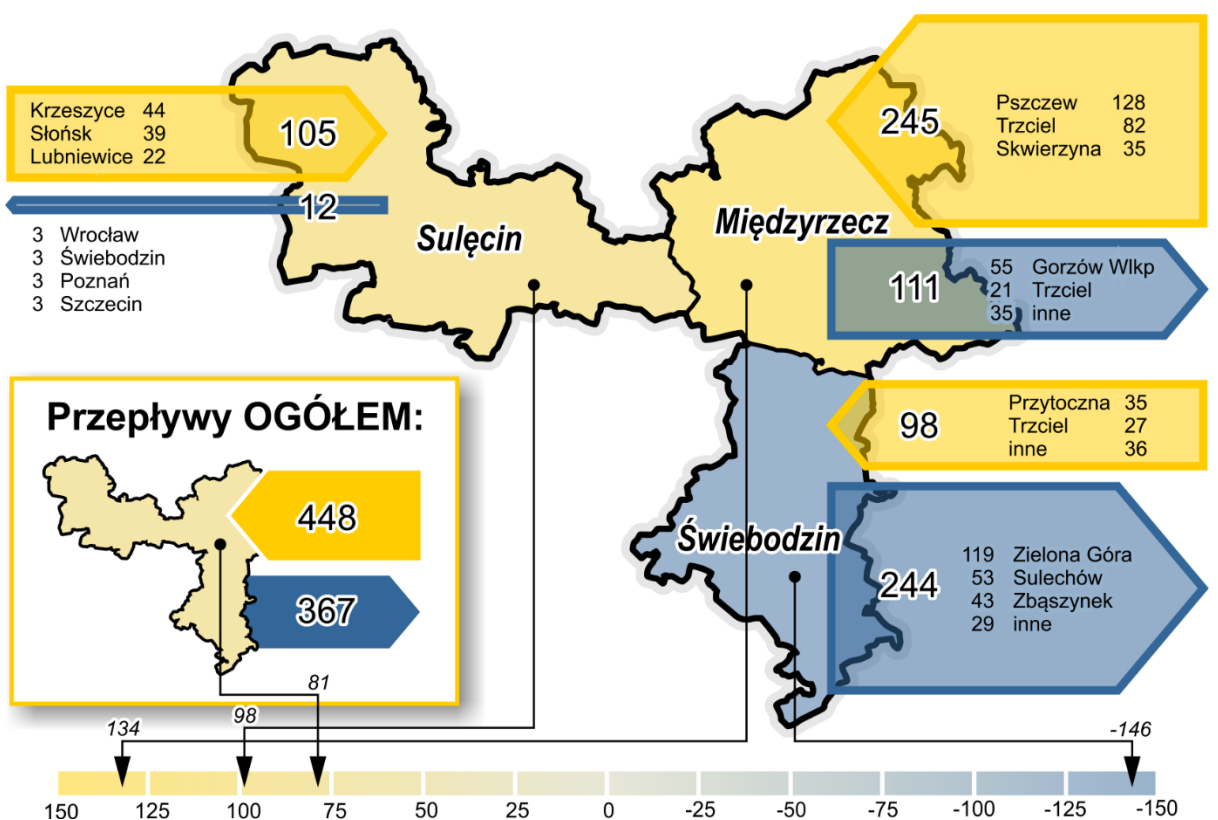 Krzeszyce 44
Słońsk 39
Lubniewice 22
105
12
3 Wrocław
3 Świebodzin
3 Poznań
3 Szczecin
Sulęcin
Międzyrzecz
245
Pszczew 128
Trzciel 82
Skwierzyna 35
111
55 Gorzów Wlkp
21 Trzciel
35 inne
98
Przytoczna 35
Trzciel 27
inne 36
Świebodzin
244
119 Zielona Góra
53 Sulechów
43 Zbąszynek
29 inne
Przepływy OGÓŁEM:
448
367
134
98
81
-146
150 125 100 75 50 25 0 -25 -50 -75 -100 -125 -150